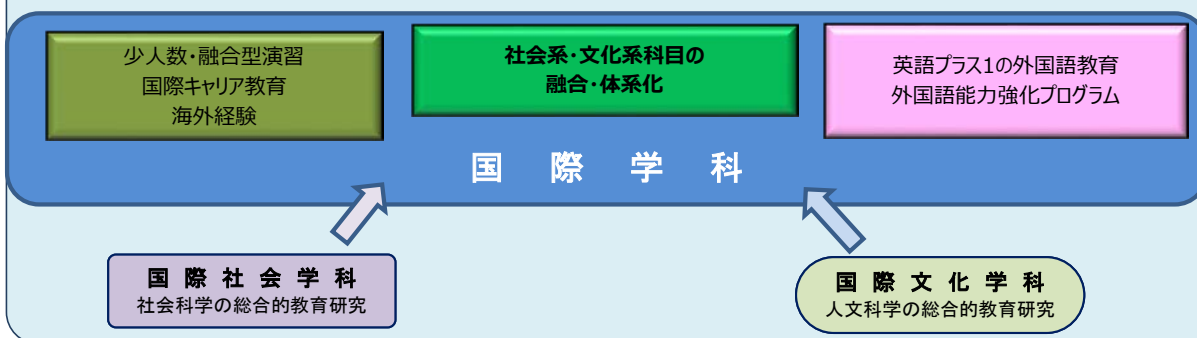 少人数・融合型演習
国際キャリア教育
海外経験
社会系・文化系科目の
融合・体系化
英語プラス1の外国語教育
外国語能力強化プログラム
国際学科
国際社会学科
社会科学の総合的教育研究
国際文化学科
人文科学の総合的教育研究